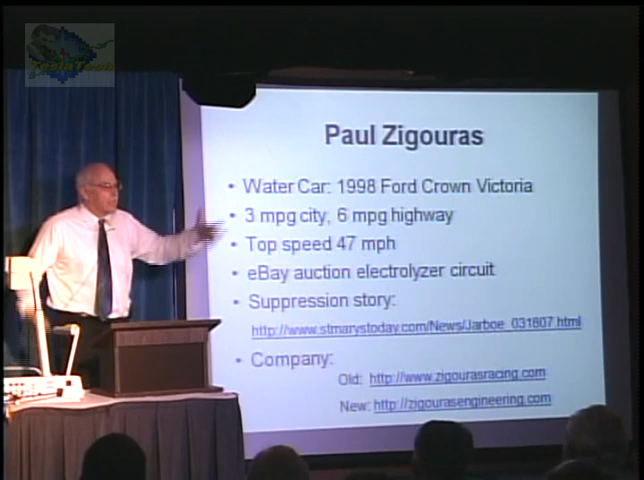 TeslaTech
Paul Zigouras
• Water Car: 1998 Ford Crown Victoria
• 3 mpg city, 6 mpg highway
• Top speed 47 mph
• eBay auction electrolyzer circuit
• Suppression story:
http://www.stmarystoday.com/News/Jarboe_031807.html
• Company:
Old: http://www.zigourasracing.com
New: http://zigourasengineering.com